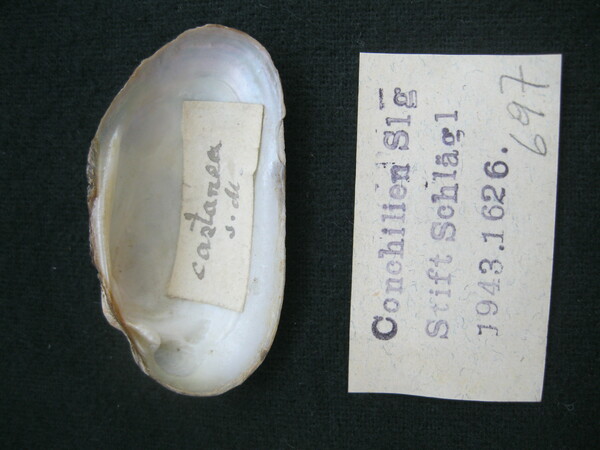 castanea
s. M.
Conchilien Slg
Stift Schlägl
1943.1626.
697